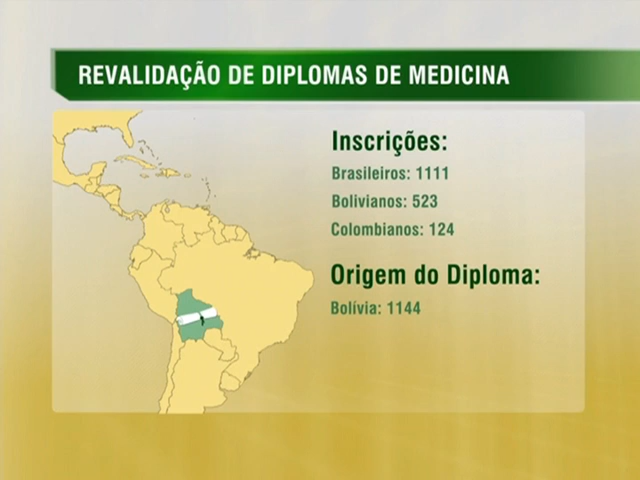 REVALIDAÇÃO DE DIPLOMAS DE MEDICINA
Inscrições:
Brasileiros: 1111
Bolivianos: 523
Colombianos: 124
Origem do Diploma:
Bolívia: 1144